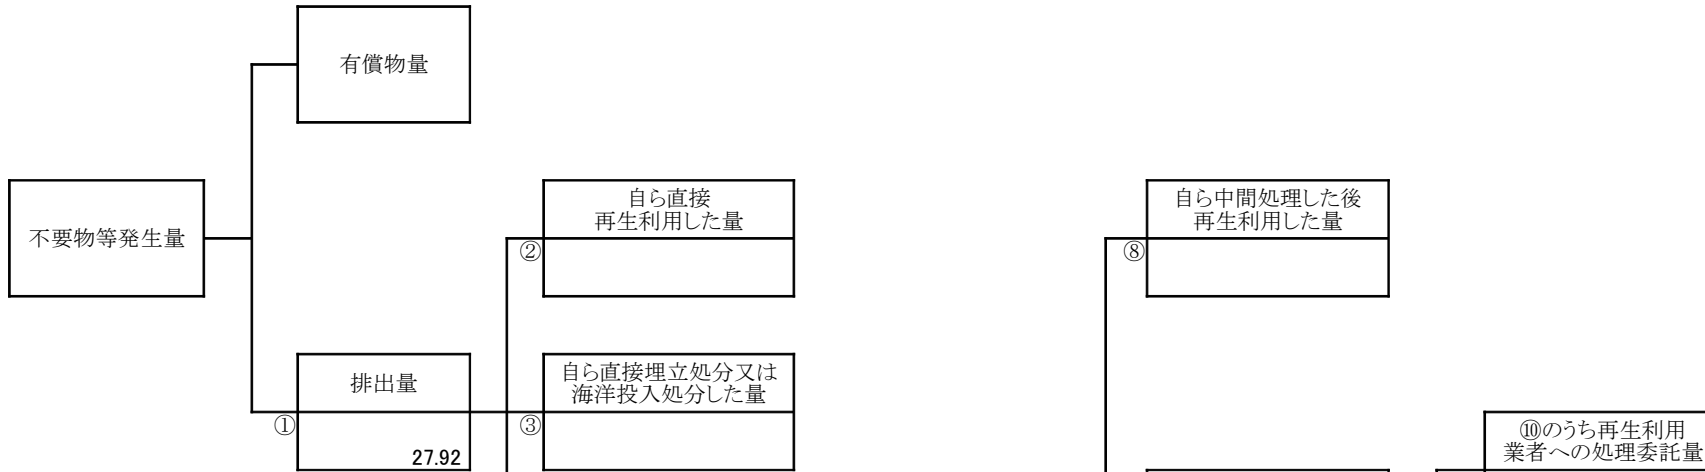 有償物量
不要物等発生量
自ら直接
再生利用した量
②
自ら中間処理した後
再生利用した量
⑧
排出量
①
27.92
自ら直接埋立処分又は
海洋投入処分した量
③
⑩のうち再生利用
業者への処理委託量